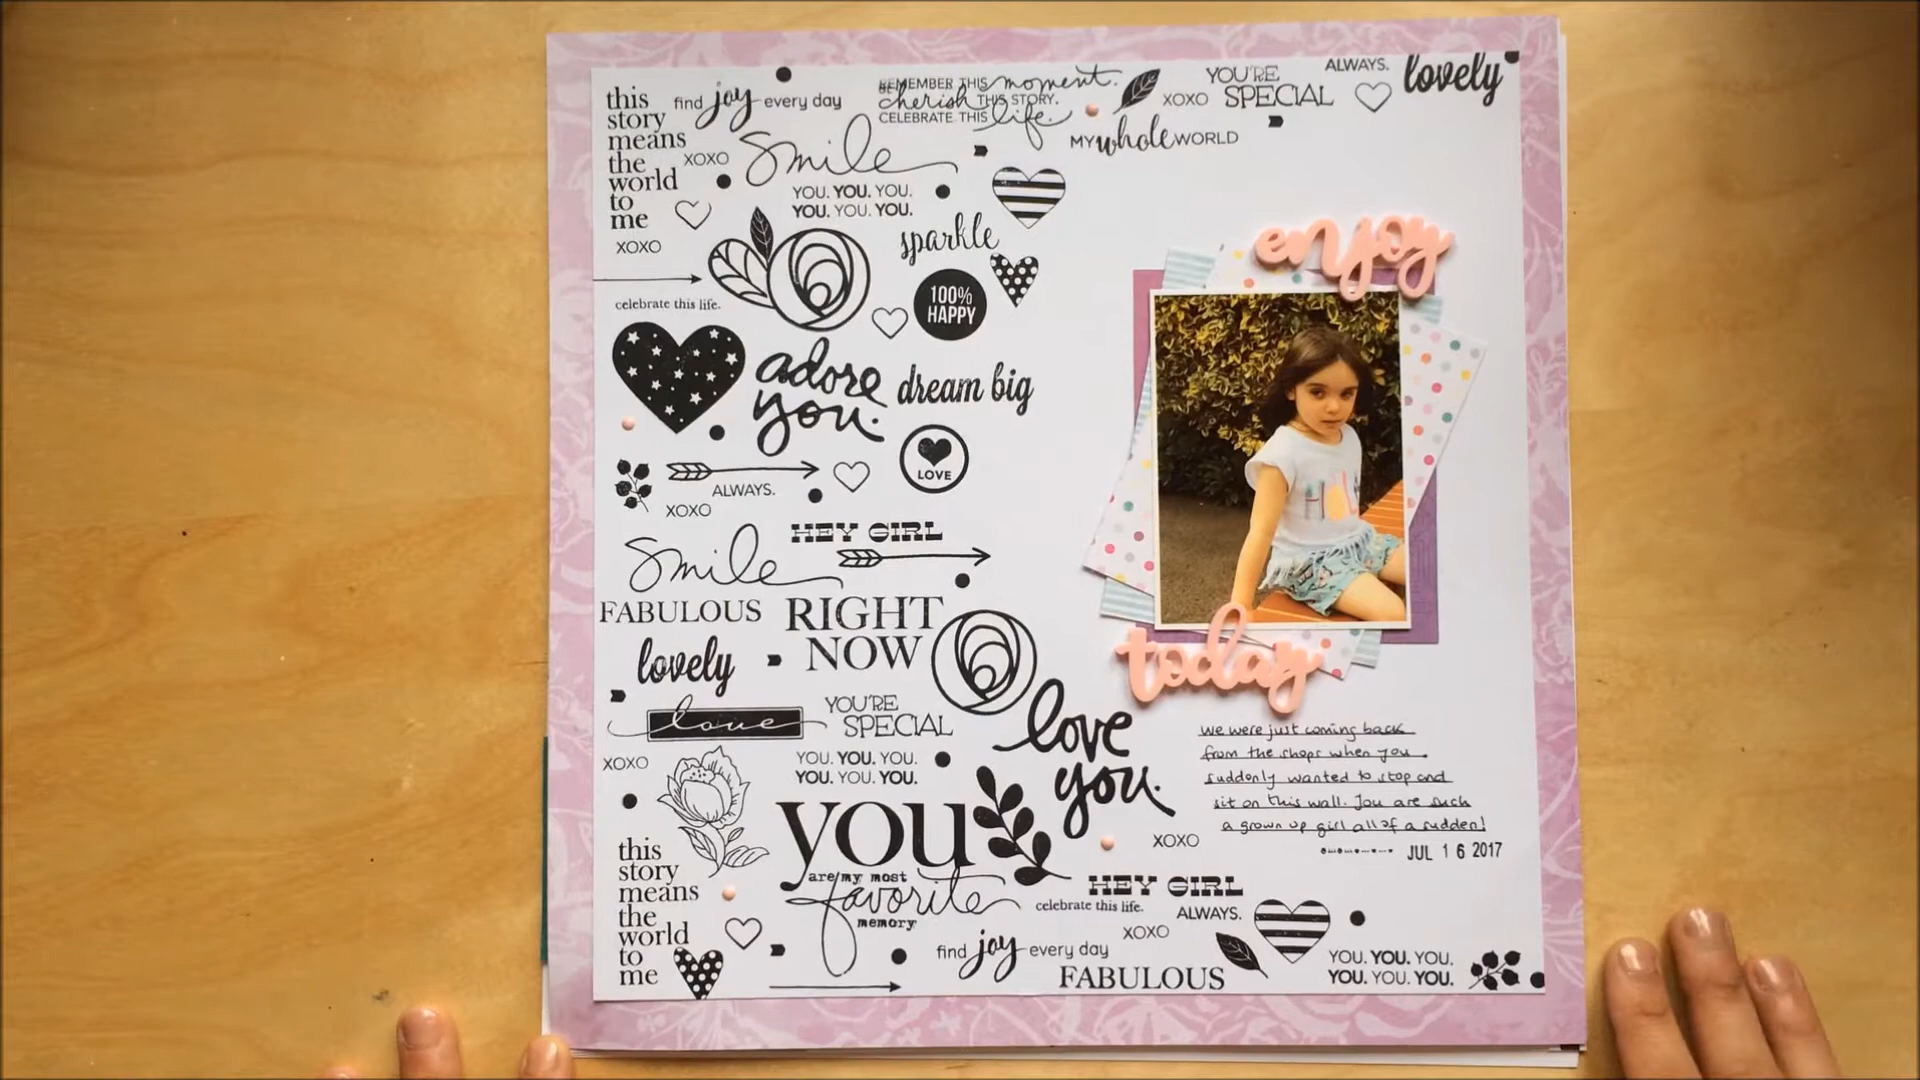 this
story
means
the
world
to
me
find joy every day
REMEMBER THIS moment.
cherish THIS STORY.
CELEBRATE THIS life.
XOXO
YOU'RE
SPECIAL
ALWAYS.
lovely
MY whole WORLD
XOXO
Smile
YOU. YOU. YOU.
YOU. YOU. YOU.
XOXO
sparkle
celebrate this life.
100%
HAPPY
enjoy
adore
you.
dream big
LOVE
ALWAYS.
XOXO
HEY GIRL
Smile
FABULOUS
RIGHT
NOW
lovely
today
love
YOU'RE
SPECIAL
love
you.
XOXO
YOU. YOU. YOU.
YOU. YOU. YOU.
We were just coming back
from the shops when you
suddenly wanted to stop and
sit on this wall. You are such
a grown up girl all of a sudden!
JUL 16 2017
you
are my most
favorite
memory
XOXO
this
story
means
the
world
to
me
HEY GIRL
celebrate this life.
ALWAYS.
XOXO
find joy every day
FABULOUS
YOU. YOU. YOU.
YOU. YOU. YOU.